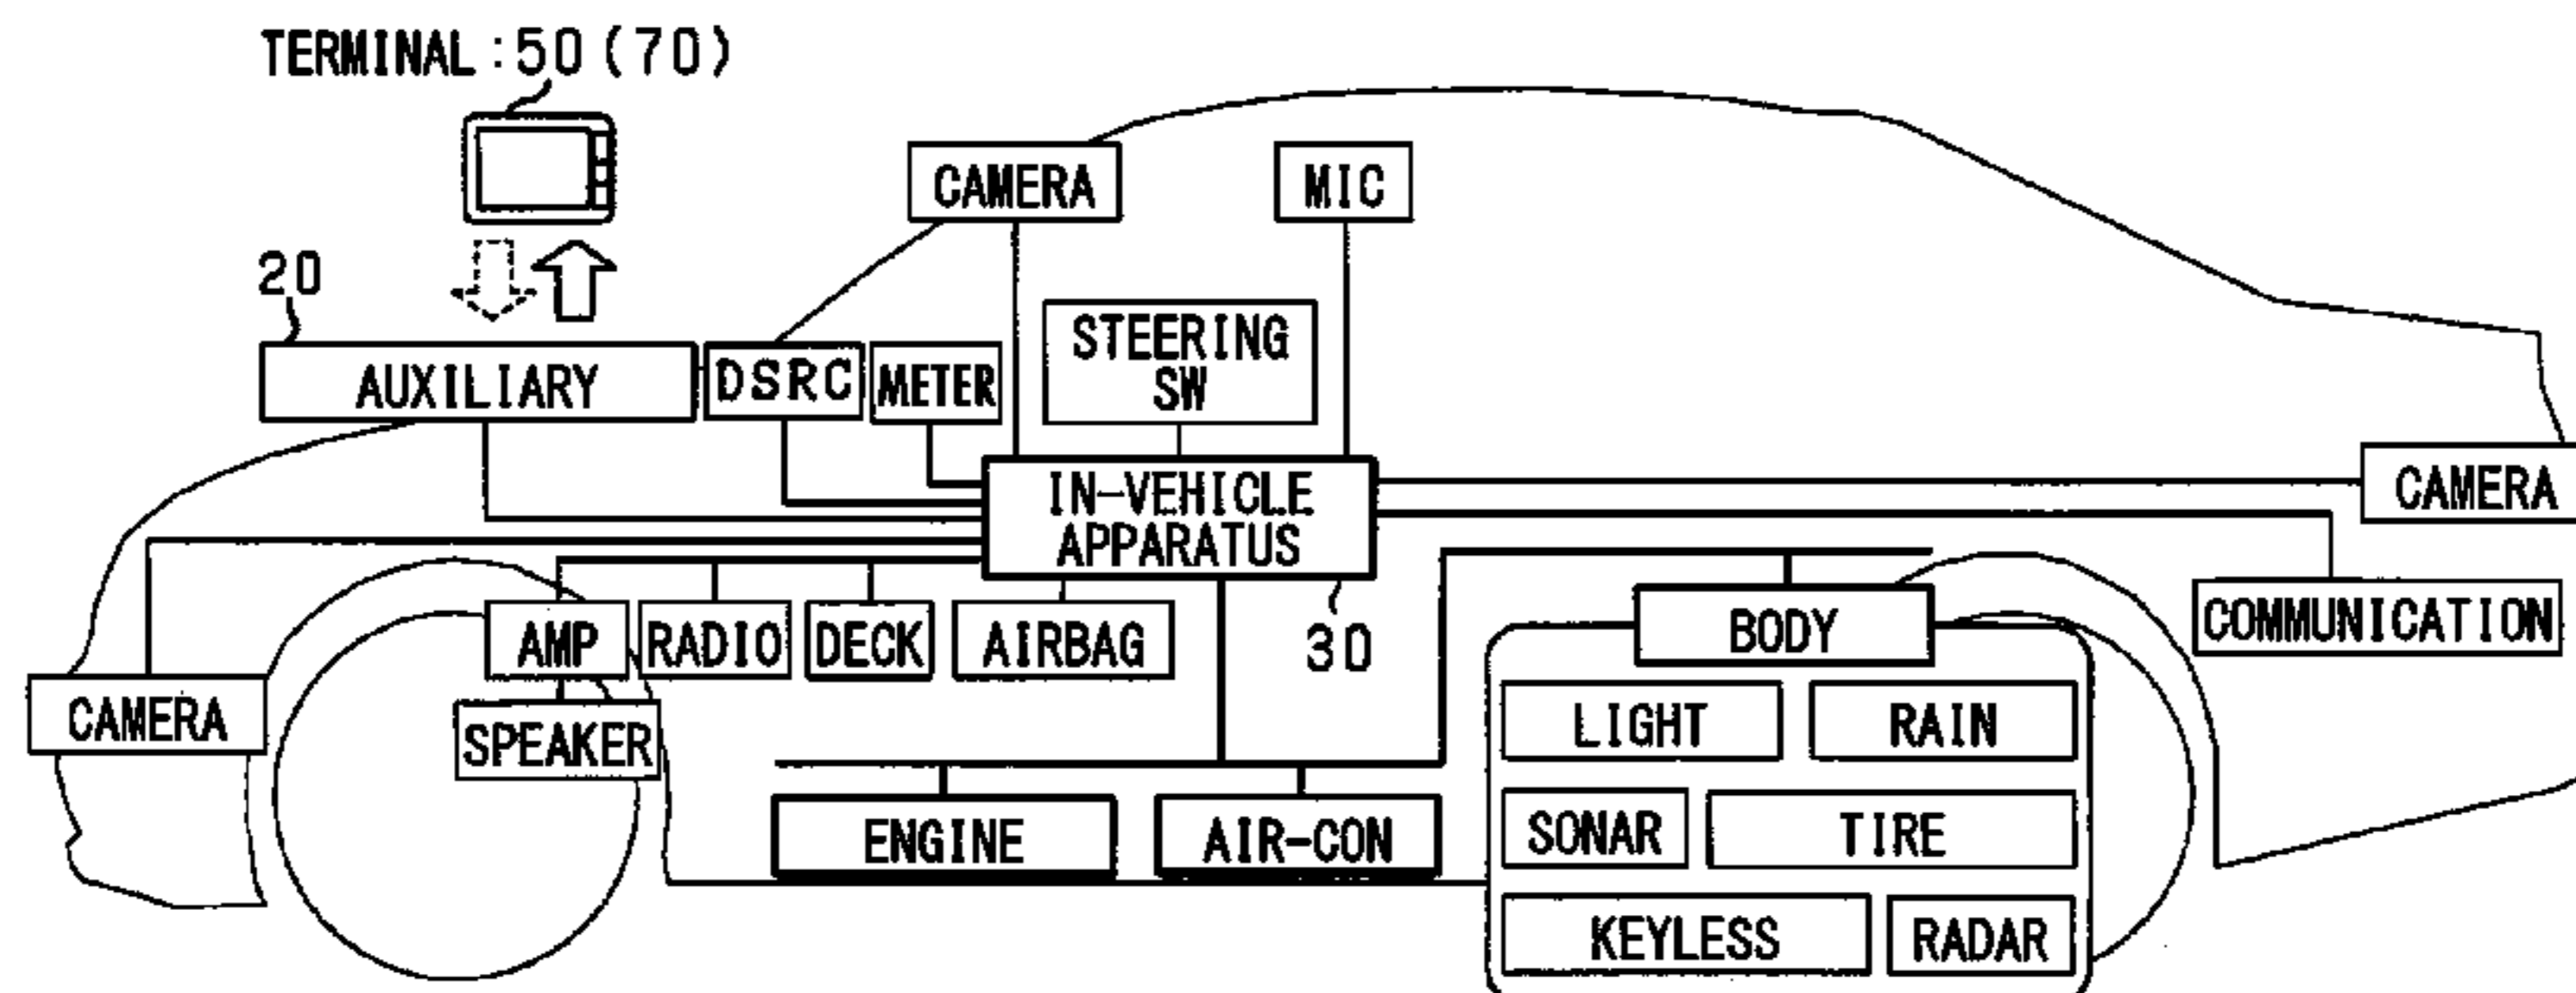 TERMINAL:50(70)
CAMERA
MIC
20
STEERING
SW
AUXILIARY
DSRC
METER
IN-VEHICLE
APPARATUS
CAMERA
30
AMP
RADIO
DECK
AIRBAG
BODY
COMMUNICATION
CAMERA
SPEAKER
LIGHT
RAIN
ENGINE
AIR-CON
SONAR
TIRE
KEYLESS
RADAR